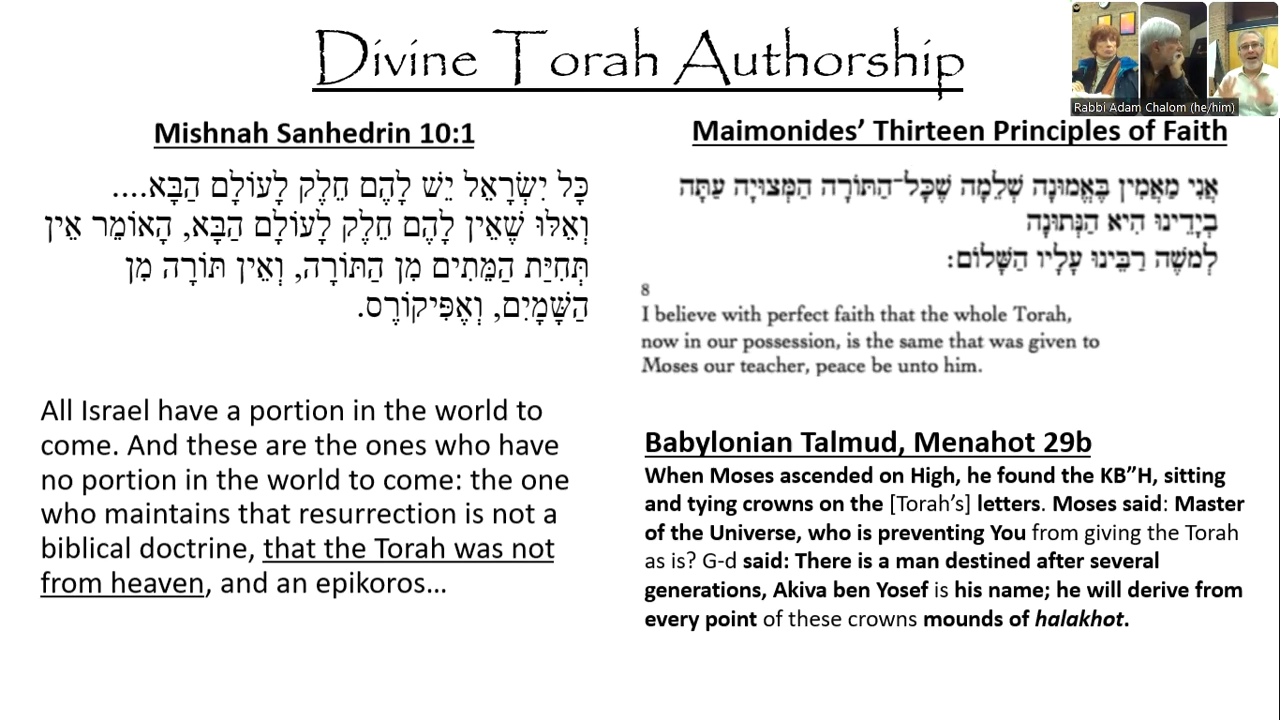 Divine Torah Authorship
Rabbi Adam Chalom (he/him)
Mishnah Sanhedrin 10:1
כָּל יִשְׂרָאֵל יֵשׁ לָהֶם חֵלֶק לָעוֹלָם הַבָּא....
וְאֵלּוּ שֶׁאֵין לָהֶם חֵלֶק לָעוֹלָם הַבָּא, הָאוֹמֵר אֵין
תְּחִיַּת הַמֵּתִים מִן הַתּוֹרָה, וְאֵין תּוֹרָה מִן
הַשָּׁמָיִם, וְאֶפִּיקוֹרֶס.
All Israel have a portion in the world to
come. And these are the ones who have
no portion in the world to come: the one
who maintains that resurrection is not a
biblical doctrine, that the Torah was not
from heaven, and an epikoros...
Maimonides’ Thirteen Principles of Faith
אֲנִי מַאֲמִין בֶּאֱמוּנָה שְׁלֵמָה שֶׁכָּל־הַתּוֹרָה הַמְּצוּיָה עַתָּה
בְיָדֵינוּ הִיא הַנְּתוּנָה
לְמֹשֶׁה רַבֵּינוּ עָלָיו הַשָּׁלוֹם:
8
I believe with perfect faith that the whole Torah,
now in our possession, is the same that was given to
Moses our teacher, peace be unto him.
Babylonian Talmud, Menahot 29b
When Moses ascended on High, he found the KB”H, sitting
and tying crowns on the [Torah’s] letters. Moses said: Master
of the Universe, who is preventing You from giving the Torah
as is? G-d said: There is a man destined after several
generations, Akiva ben Yosef is his name; he will derive from
every point of these crowns mounds of halakhot.